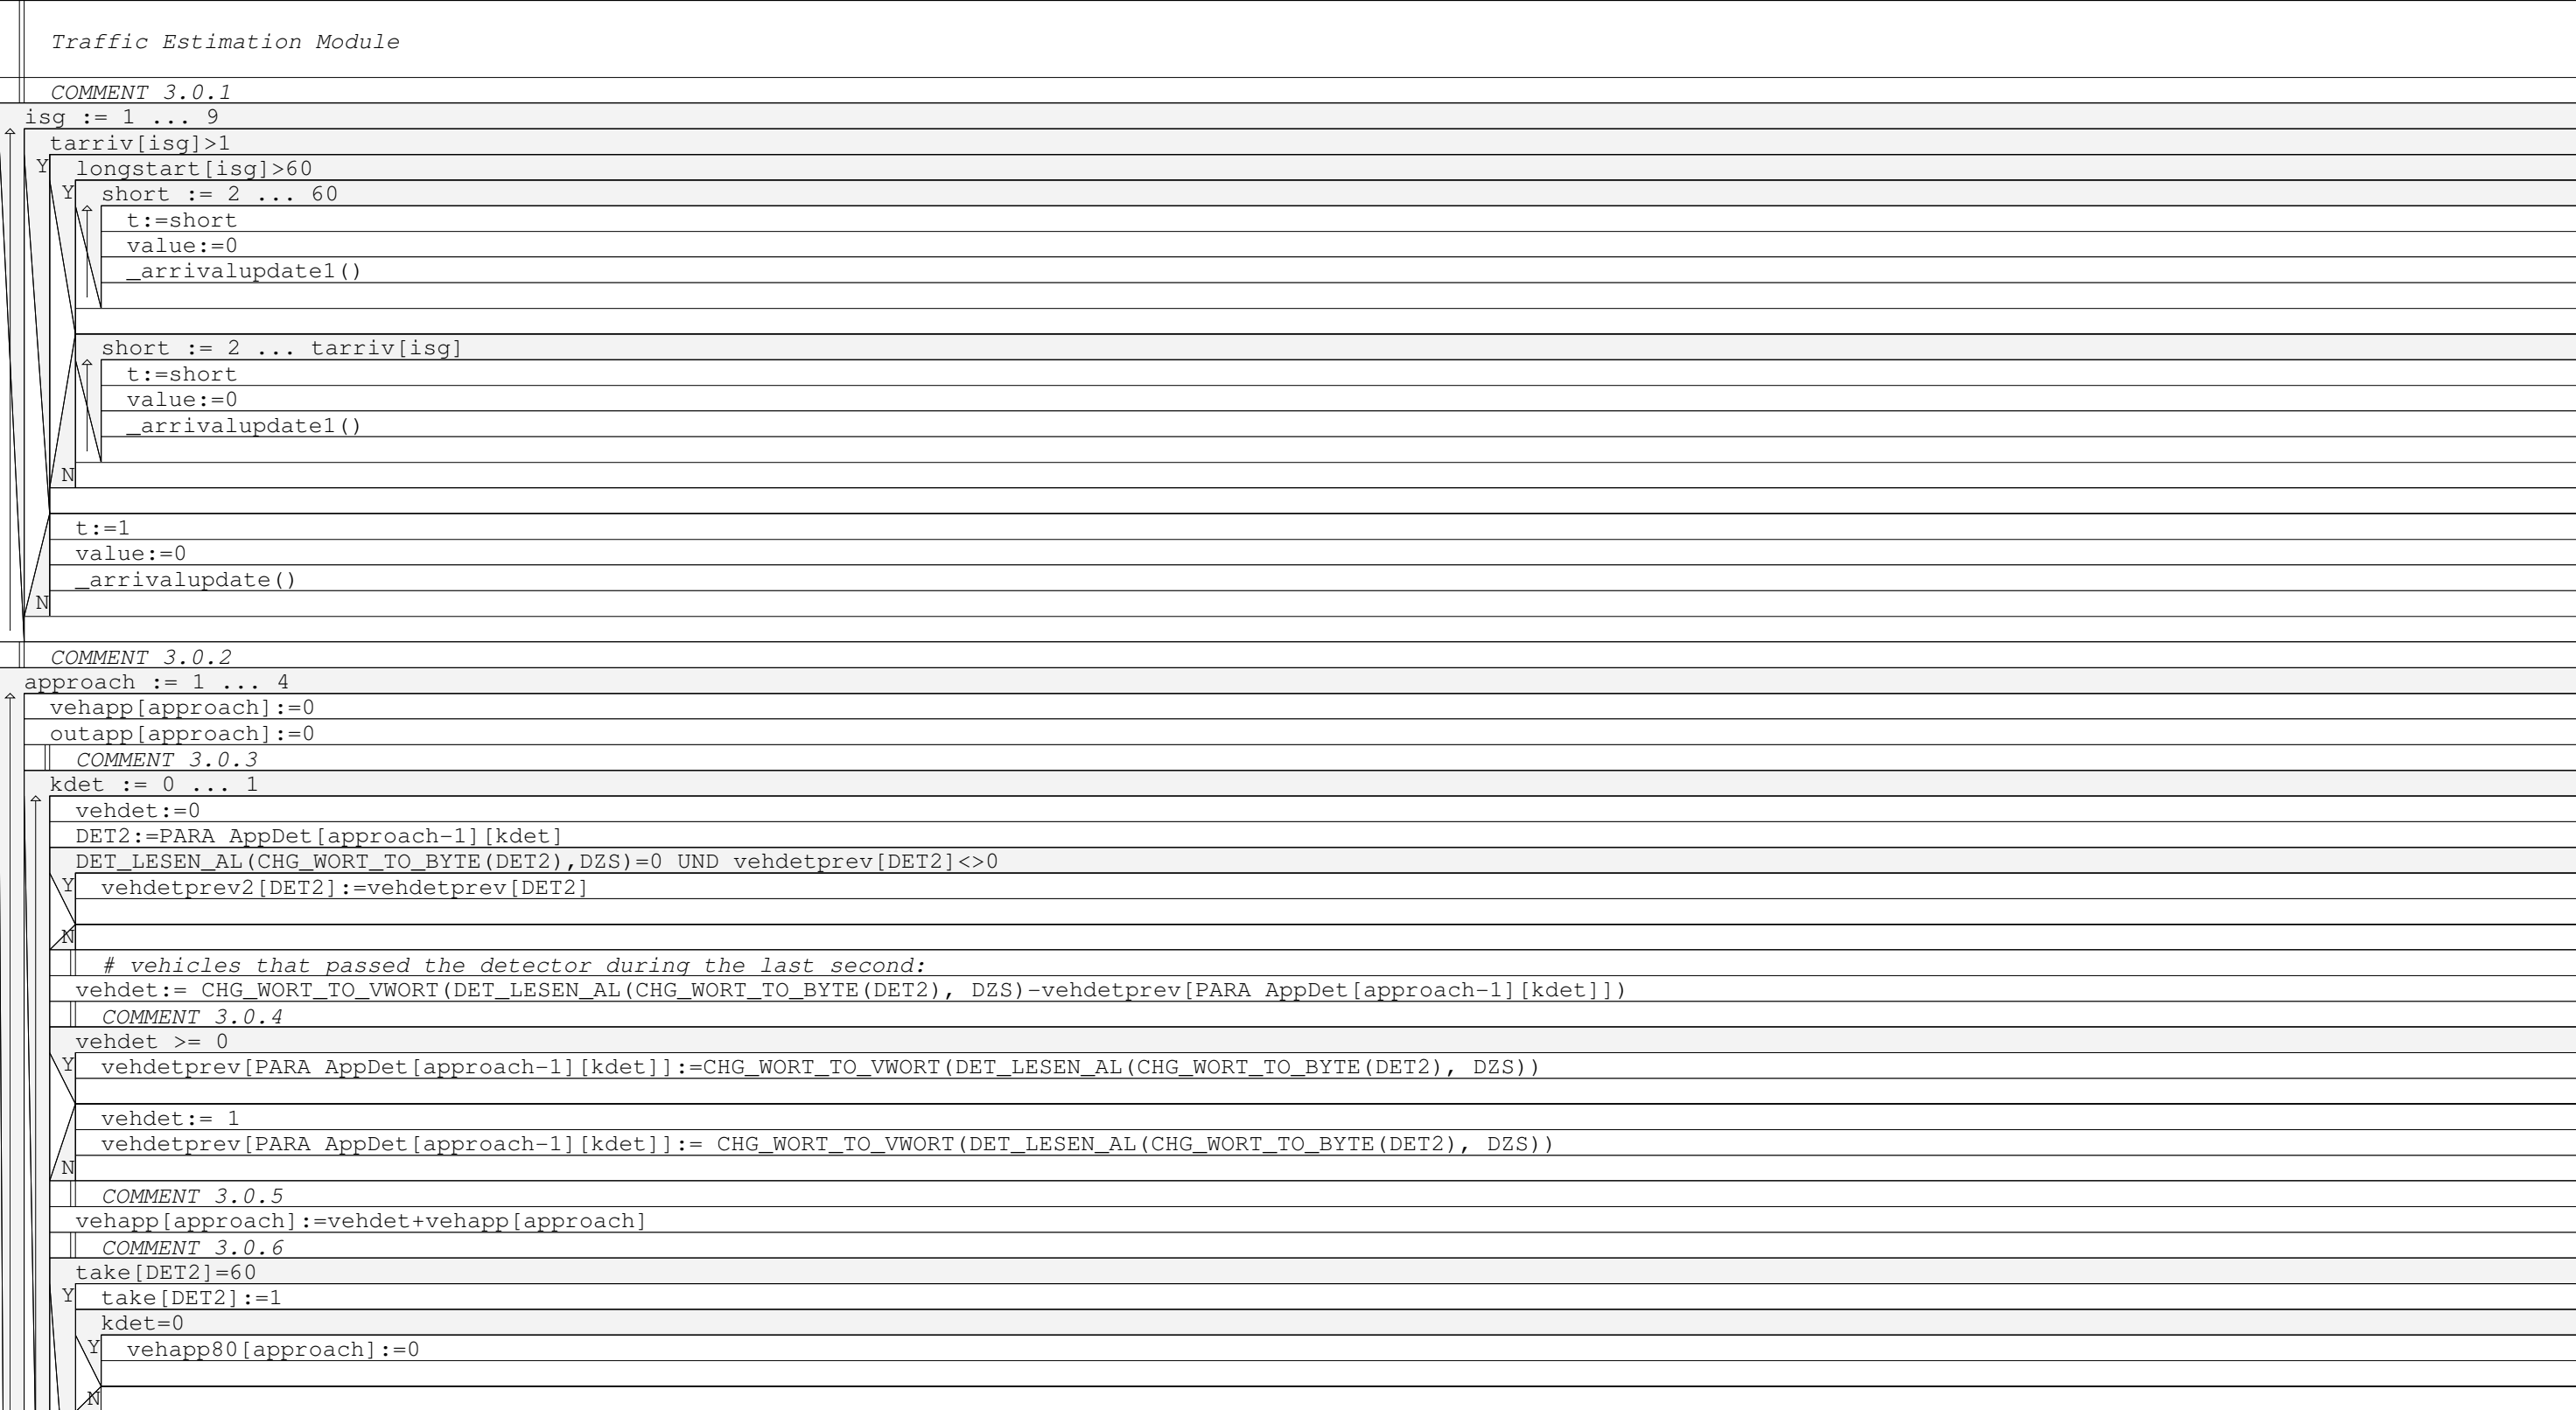 Traffic Estimation Module
COMMENT 3.0.1
isg := 1 ... 9
tarriv[isg]>1
Y
longstart[isg]>60
Y
short := 2 ... 60
t:=short
value:=0
_arrivalupdate1()
short := 2 ... tarriv[isg]
t:=short
value:=0
_arrivalupdate1()
N
t:=1
value:=0
_arrivalupdate()
N
COMMENT 3.0.2
approach := 1 ... 4
vehapp[approach]:=0
outapp[approach]:=0
COMMENT 3.0.3
kdet := 0 ... 1
vehdet:=0
DET2:=PARA AppDet[approach-1][kdet]
DET_LESEN_AL(CHG_WORT_TO_BYTE(DET2),DZS)=0 UND vehdetprev[DET2]<>0
Y vehdetprev2[DET2]:=vehdetprev[DET2]
N
# vehicles that passed the detector during the last second:
vehdet:= CHG_WORT_TO_VWORT(DET_LESEN_AL(CHG_WORT_TO_BYTE(DET2), DZS)-vehdetprev[PARA AppDet[approach-1][kdet]])
COMMENT 3.0.4
vehdet >= 0
Y vehdetprev[PARA AppDet[approach-1][kdet]]:=CHG_WORT_TO_VWORT(DET_LESEN_AL(CHG_WORT_TO_BYTE(DET2), DZS))
vehdet:= 1
vehdetprev[PARA AppDet[approach-1][kdet]]:= CHG_WORT_TO_VWORT(DET_LESEN_AL(CHG_WORT_TO_BYTE(DET2), DZS))
N
COMMENT 3.0.5
vehapp[approach]:=vehdet+vehapp[approach]
COMMENT 3.0.6
take[DET2]=60
Y take[DET2]:=1
kdet=0
Y vehapp80[approach]:=0
N